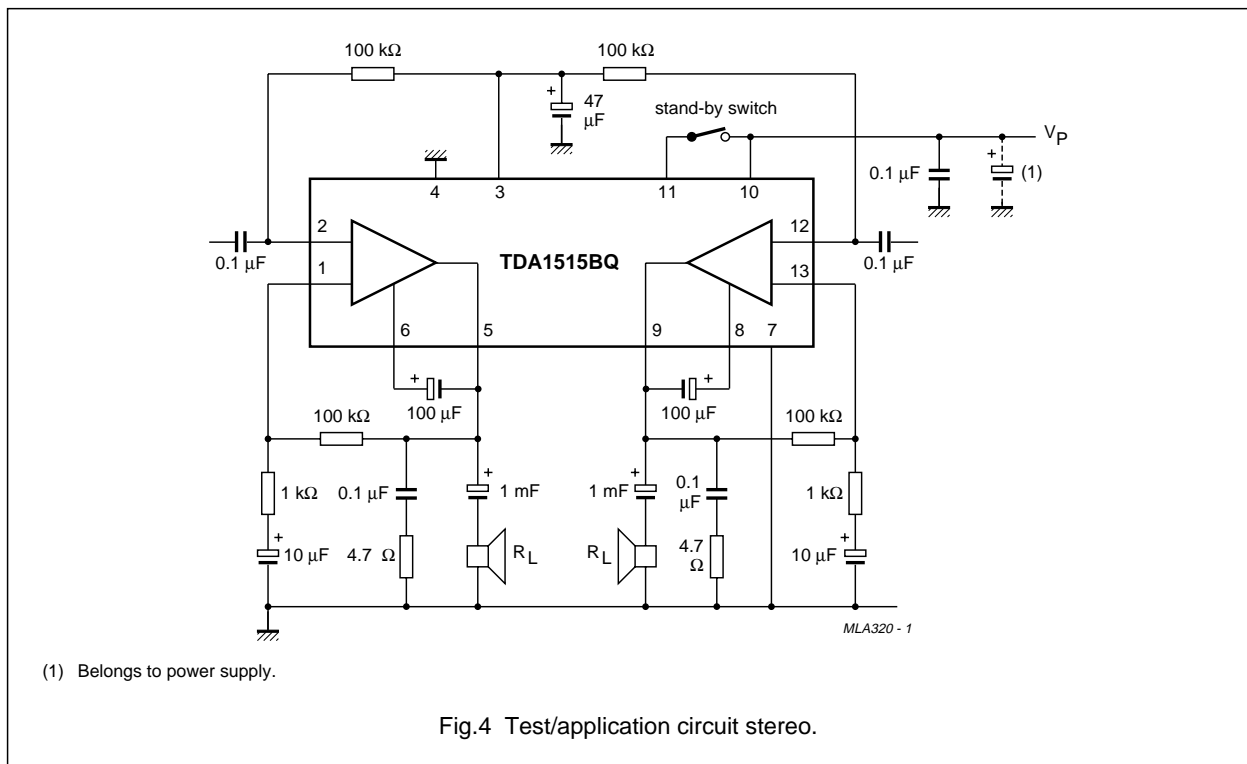 100 kΩ
100 kΩ
+
47
μF
stand-by switch
V P
0.1 μF
+
(1)
4
3
11
10
2
12
0.1 μF
0.1 μF
1
13
TDA1515BQ
6
5
9
8
7
+
100 μF
+
100 μF
100 kΩ
100 kΩ
1 kΩ
0.1 μF
+
1 mF
+
1 mF
0.1
μF
1 kΩ
+
10 μF
4.7 Ω
R L
R L
4.7
Ω
+
10 μF
MLA320 - 1
(1) Belongs to power supply.
Fig.4 Test/application circuit stereo.